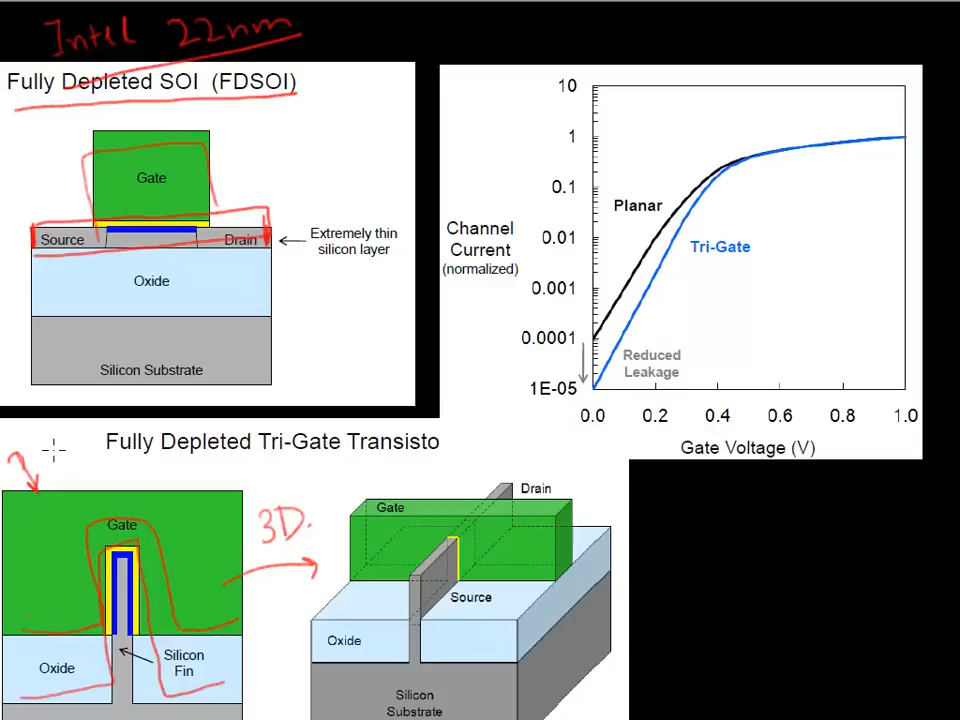 Intel 22nm
Fully Depleted SOI (FDSOI)
Gate
Source
Drain
Extremely thin
silicon layer
Oxide
Silicon Substrate
10
1
0.1
0.01
0.001
0.0001
1E-05
Channel
Current
(normalized)
Planar
Tri-Gate
Reduced
Leakage
0.0 0.2 0.4 0.6 0.8 1.0
Gate Voltage (V)
Fully Depleted Tri-Gate Transisto
Gate
Oxide
Silicon
Fin
3D.
Drain
Gate
Source
Oxide
Silicon
Substrate